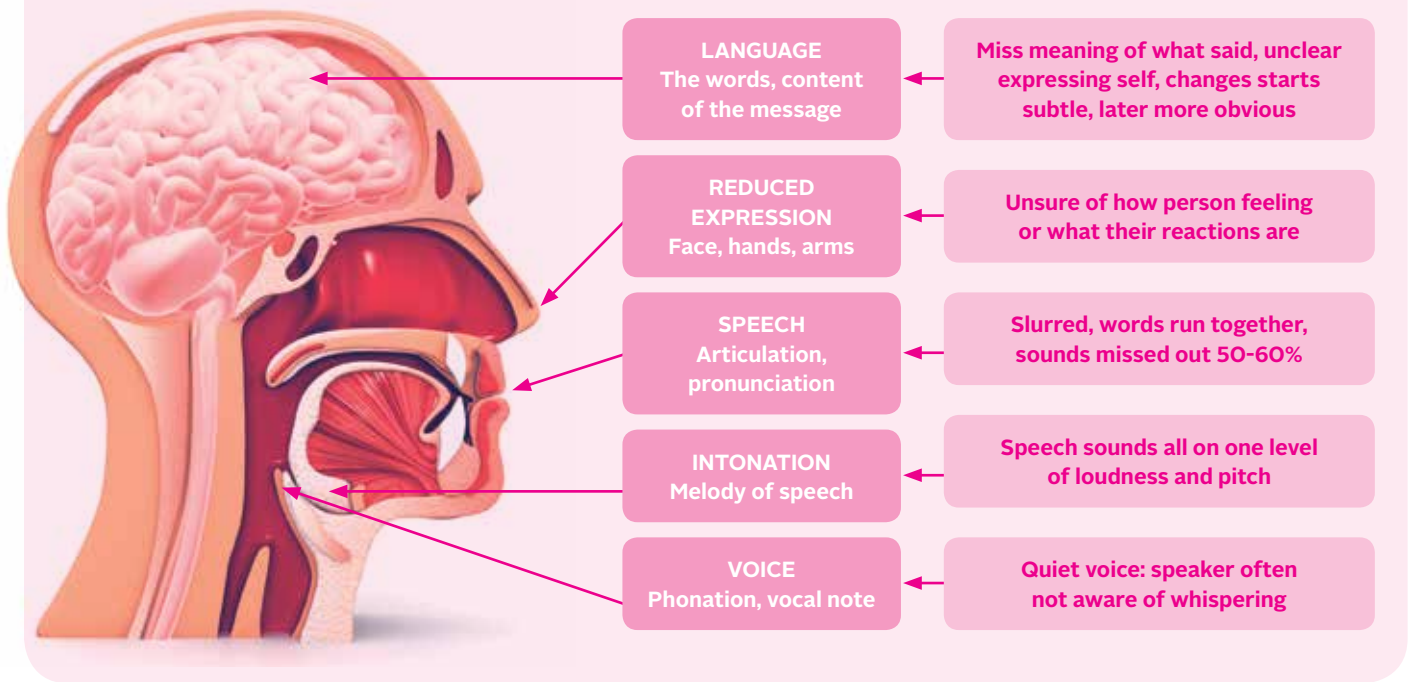 LANGUAGE
The words, content
of the message
Miss meaning of what said, unclear
expressing self, changes starts
subtle, later more obvious
REDUCED
EXPRESSION
Face, hands, arms
Unsure of how person feeling
or what their reactions are
SPEECH
Articulation,
pronunciation
Slurred, words run together,
sounds missed out 50-60%
INTONATION
Melody of speech
Speech sounds all on one level
of loudness and pitch
VOICE
Phonation, vocal note
Quiet voice: speaker often
not aware of whispering